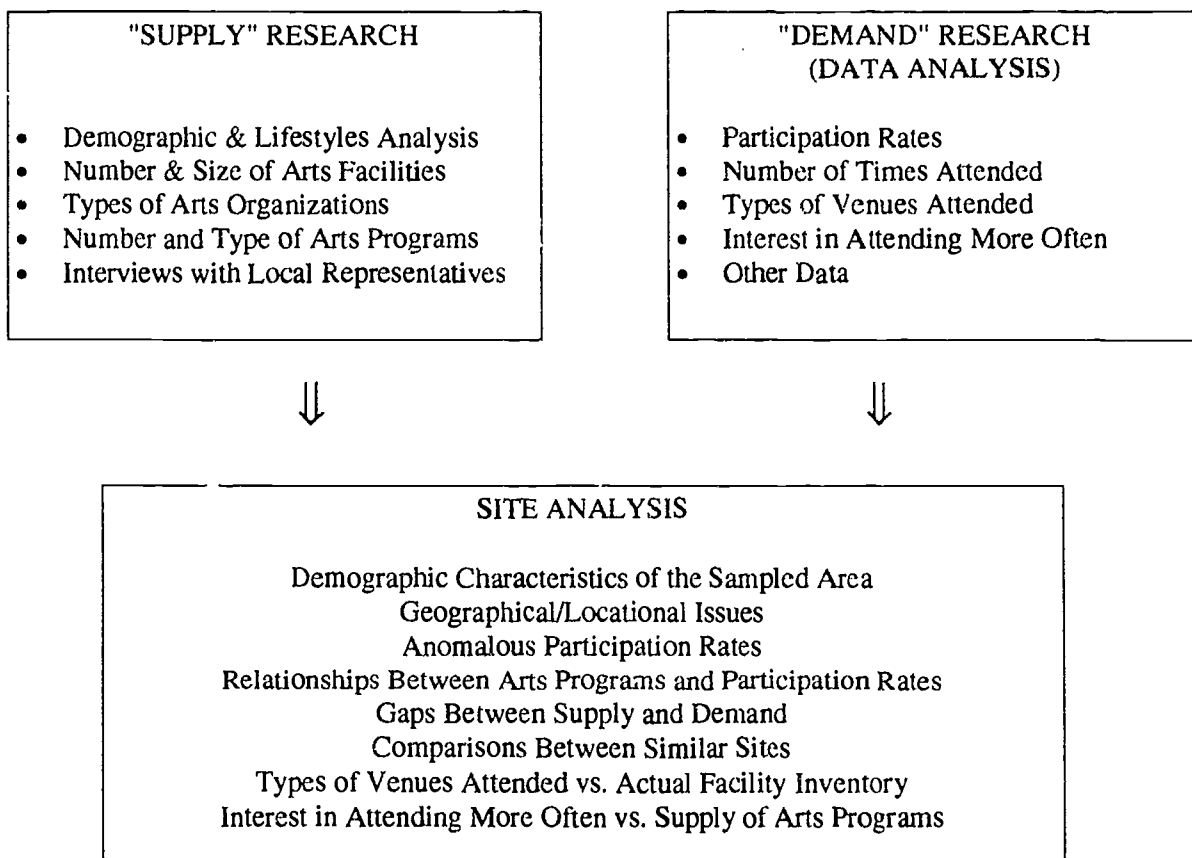 "SUPPLY" RESEARCH
• Demographic & Lifestyles Analysis
• Number & Size of Arts Facilities
• Types of Arts Organizations
• Number and Type of Arts Programs
• Interviews with Local Representatives
"DEMAND" RESEARCH
(DATA ANALYSIS)
• Participation Rates
• Number of Times Attended
• Types of Venues Attended
• Interest in Attending More Often
• Other Data
SITE ANALYSIS
Demographic Characteristics of the Sampled Area
Geographical/Locational Issues
Anomalous Participation Rates
Relationships Between Arts Programs and Participation Rates
Gaps Between Supply and Demand
Comparisons Between Similar Sites
Types of Venues Attended vs. Actual Facility Inventory
Interest in Attending More Often vs. Supply of Arts Programs